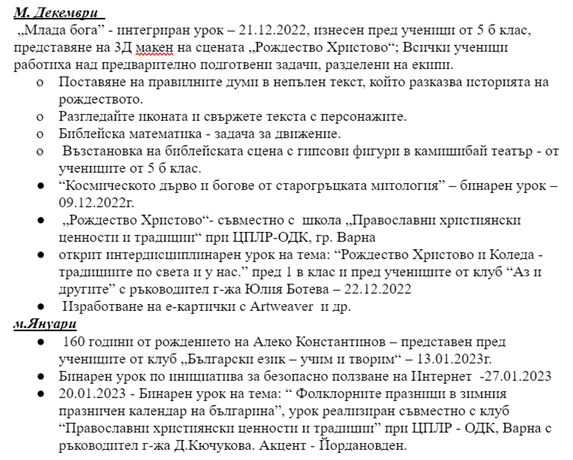 М. Декември
„Млада бога” - интегриран урок – 21.12.2022, изнесен пред ученици от 5 б клас,
представяне на 3Д макен на сцената „Рождество Христово“; Всички ученици
работиха над предварително подготвени задачи, разделени на екипи.
o Поставяне на правилните думи в непълен текст, който разказва историята на
рождеството.
o Разгледайте иконата и свържете текста с персонажите.
o Библейска математика - задача за движение.
o Възстановка на библейската сцена с гипсови фигури в камишибай театър - от
учениците от 5 б клас.
● “Космическото дърво и богове от старогръцката митология” – бинарен урок –
09.12.2022г.
● „Рождество Христово“- съвместно с школа „Православни християнски
ценности и традиции“ при ЦПЛР-ОДК, гр. Варна
● открит интердисциплинарен урок на тема: “Рождество Христово и Коледа -
традициите по света и у нас.” пред 1 в клас и пред учениците от клуб “Аз и
другите” с ръководител г-жа Юлия Ботева – 22.12.2022
● Изработване на е-картички с Artweaver и др.
м.Януари
● 160 години от рождението на Алеко Константинов – представен пред
учениците от клуб „Български език – учим и творим“ – 13.01.2023г.
● Бинарен урок по инициатива за безопасно ползване на Интернет -27.01.2023
● 20.01.2023 - Бинарен урок на тема: “ Фолклорните празници в зимния
празничен календар на българина”, урок реализиран съвместно с клуб
“Православни християнски ценности и традиции” при ЦПЛР - ОДК, Варна с
ръководител г-жа Д.Кючукова. Акцент - Йордановден.